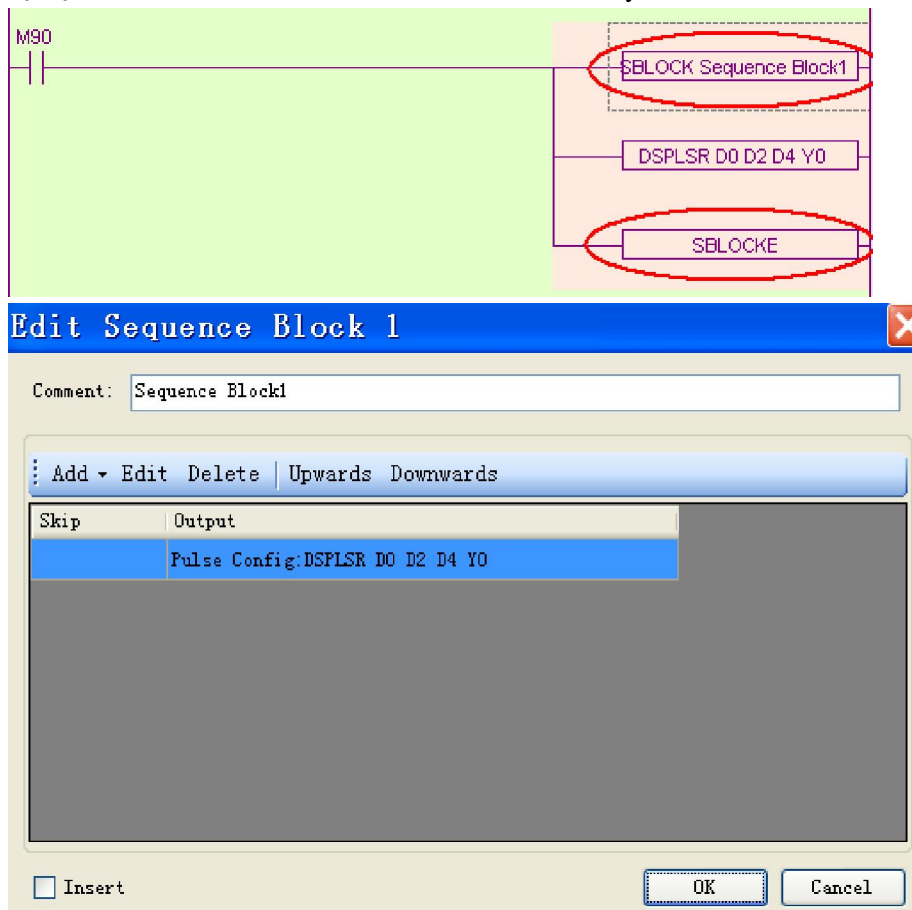 M90
SBLOCK Sequence Block1
DSPLSR D0 D2 D4 Y0
SBLOCKE
Edit Sequence Block 1
Comment: Sequence Block1
Add Edit Delete Upwards Downwards
Skip Output
Pulse Config:DSPLSR D0 D2 D4 Y0
Insert OK Cancel